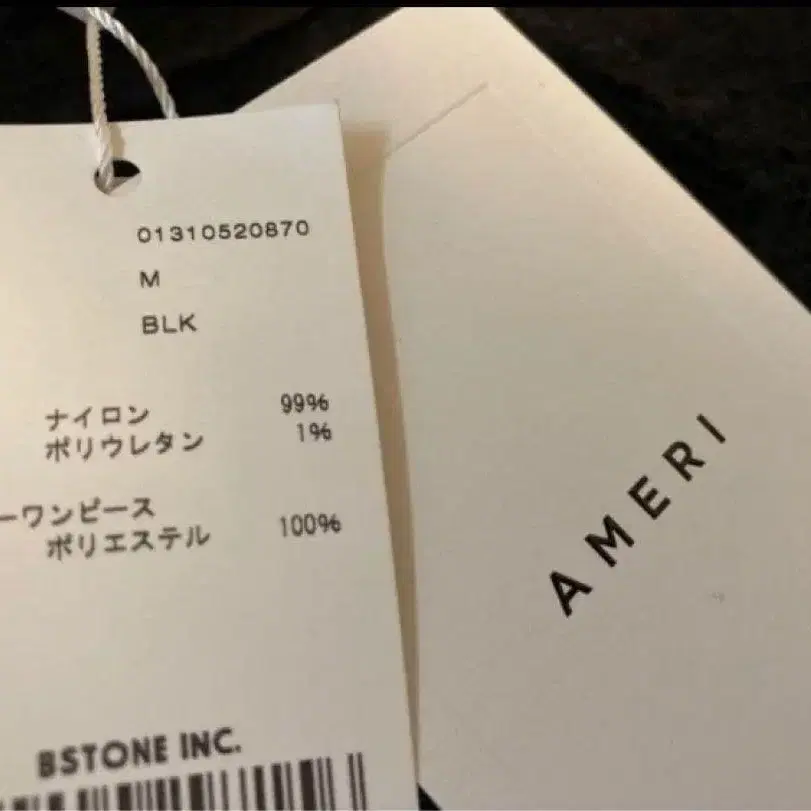 01310520870
M
BLK
ナイロン 99%
ポリウレタン 1%
ーワンピース
ポリエステル 100%
BSTONE INC.
AMERI